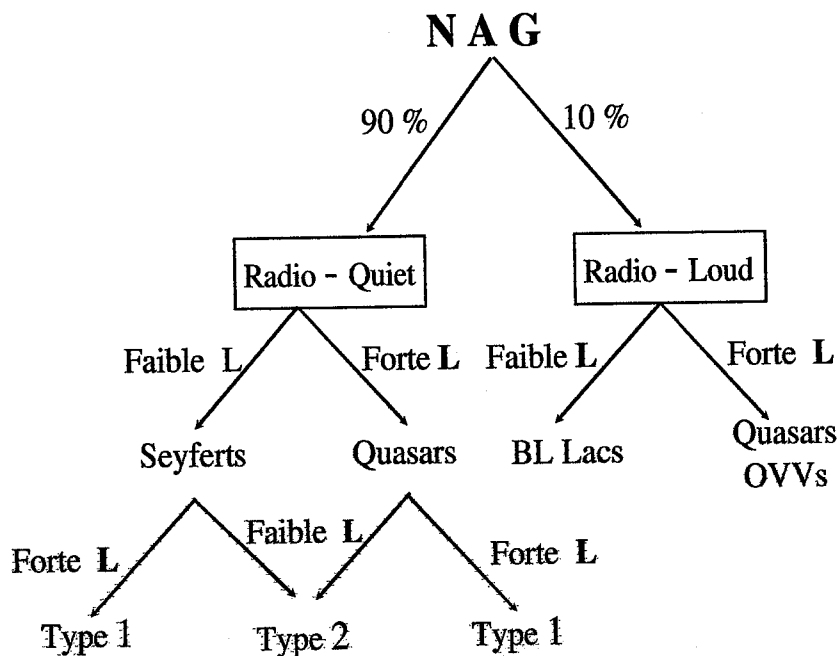 NAG
90 % 10 %
Radio - Quiet Radio - Loud
Faible L Forte L Faible L Forte L
Seyferts Quasars BL Lacs Quasars
OVVs
Forte L Faible L Forte L
Type 1 Type 2 Type 1